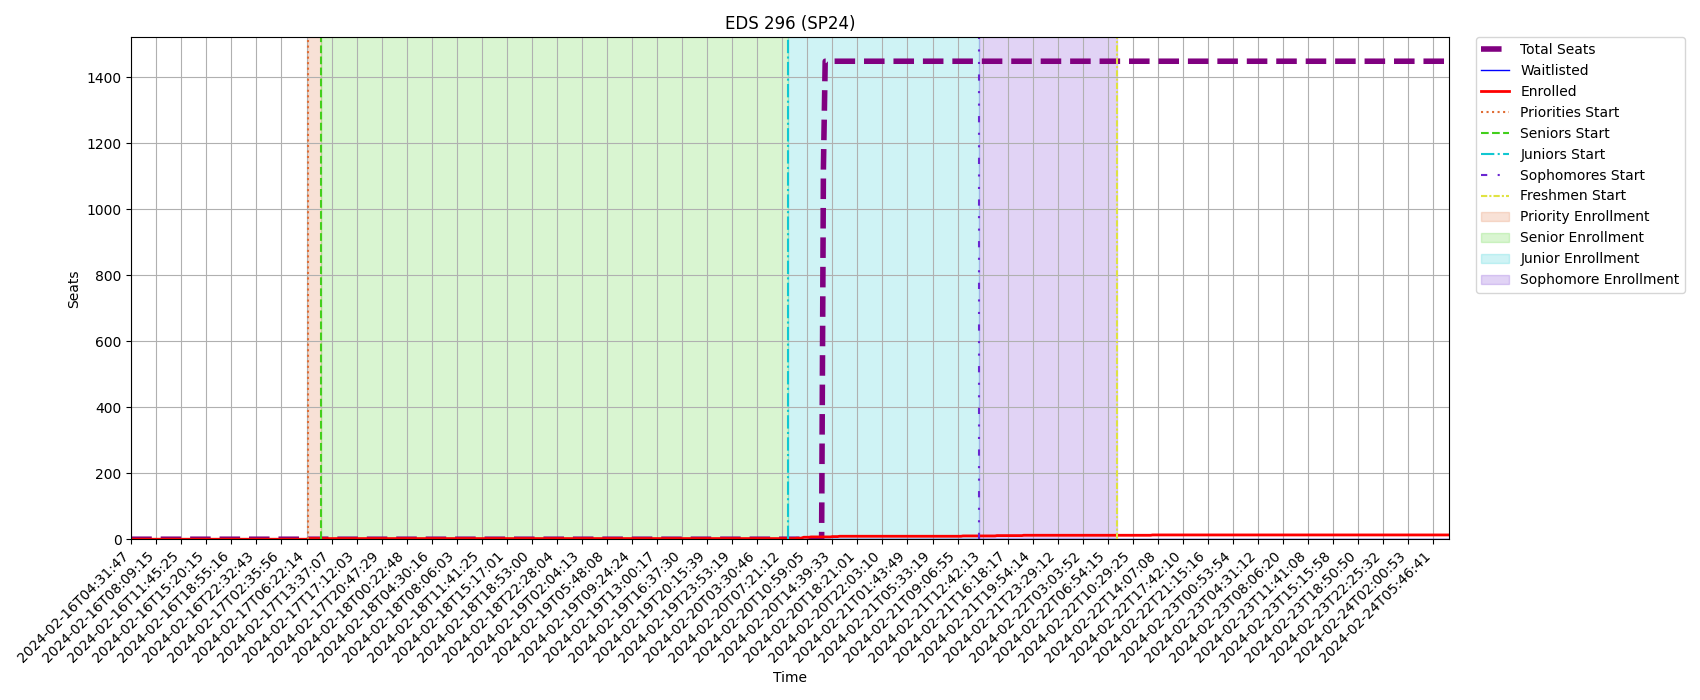 EDS 296 (SP24)
Seats
1400
1200
1000
800
600
400
200
0
2024-02-16T04:31:47
2024-02-16T08:09:15
2024-02-16T11:45:25
2024-02-16T15:20:15
2024-02-16T18:55:16
2024-02-16T22:32:43
2024-02-17T02:35:56
2024-02-17T06:22:14
2024-02-17T13:37:07
2024-02-17T17:12:03
2024-02-17T20:47:29
2024-02-18T00:22:48
2024-02-18T04:30:16
2024-02-18T08:06:03
2024-02-18T11:41:25
2024-02-18T15:17:01
2024-02-18T18:53:00
2024-02-18T22:28:04
2024-02-19T02:04:13
2024-02-19T05:48:08
2024-02-19T09:24:24
2024-02-19T13:00:17
2024-02-19T16:37:30
2024-02-19T20:15:39
2024-02-19T23:53:19
2024-02-20T03:30:46
2024-02-20T07:21:12
2024-02-20T10:59:05
2024-02-20T14:39:33
2024-02-20T18:21:01
2024-02-20T22:03:10
2024-02-21T01:43:49
2024-02-21T05:33:19
2024-02-21T09:06:55
2024-02-21T12:42:13
2024-02-21T16:18:17
2024-02-21T19:54:14
2024-02-21T23:29:12
2024-02-22T03:03:52
2024-02-22T06:54:15
2024-02-22T10:29:25
2024-02-22T14:07:08
2024-02-22T17:42:10
2024-02-22T21:15:16
2024-02-23T00:53:54
2024-02-23T04:31:12
2024-02-23T08:06:20
2024-02-23T11:41:08
2024-02-23T15:15:58
2024-02-23T18:50:50
2024-02-23T22:25:32
2024-02-24T02:00:53
2024-02-24T05:46:41
Time
Total Seats
Waitlisted
Enrolled
Priorities Start
Seniors Start
Juniors Start
Sophomores Start
Freshmen Start
Priority Enrollment
Senior Enrollment
Junior Enrollment
Sophomore Enrollment